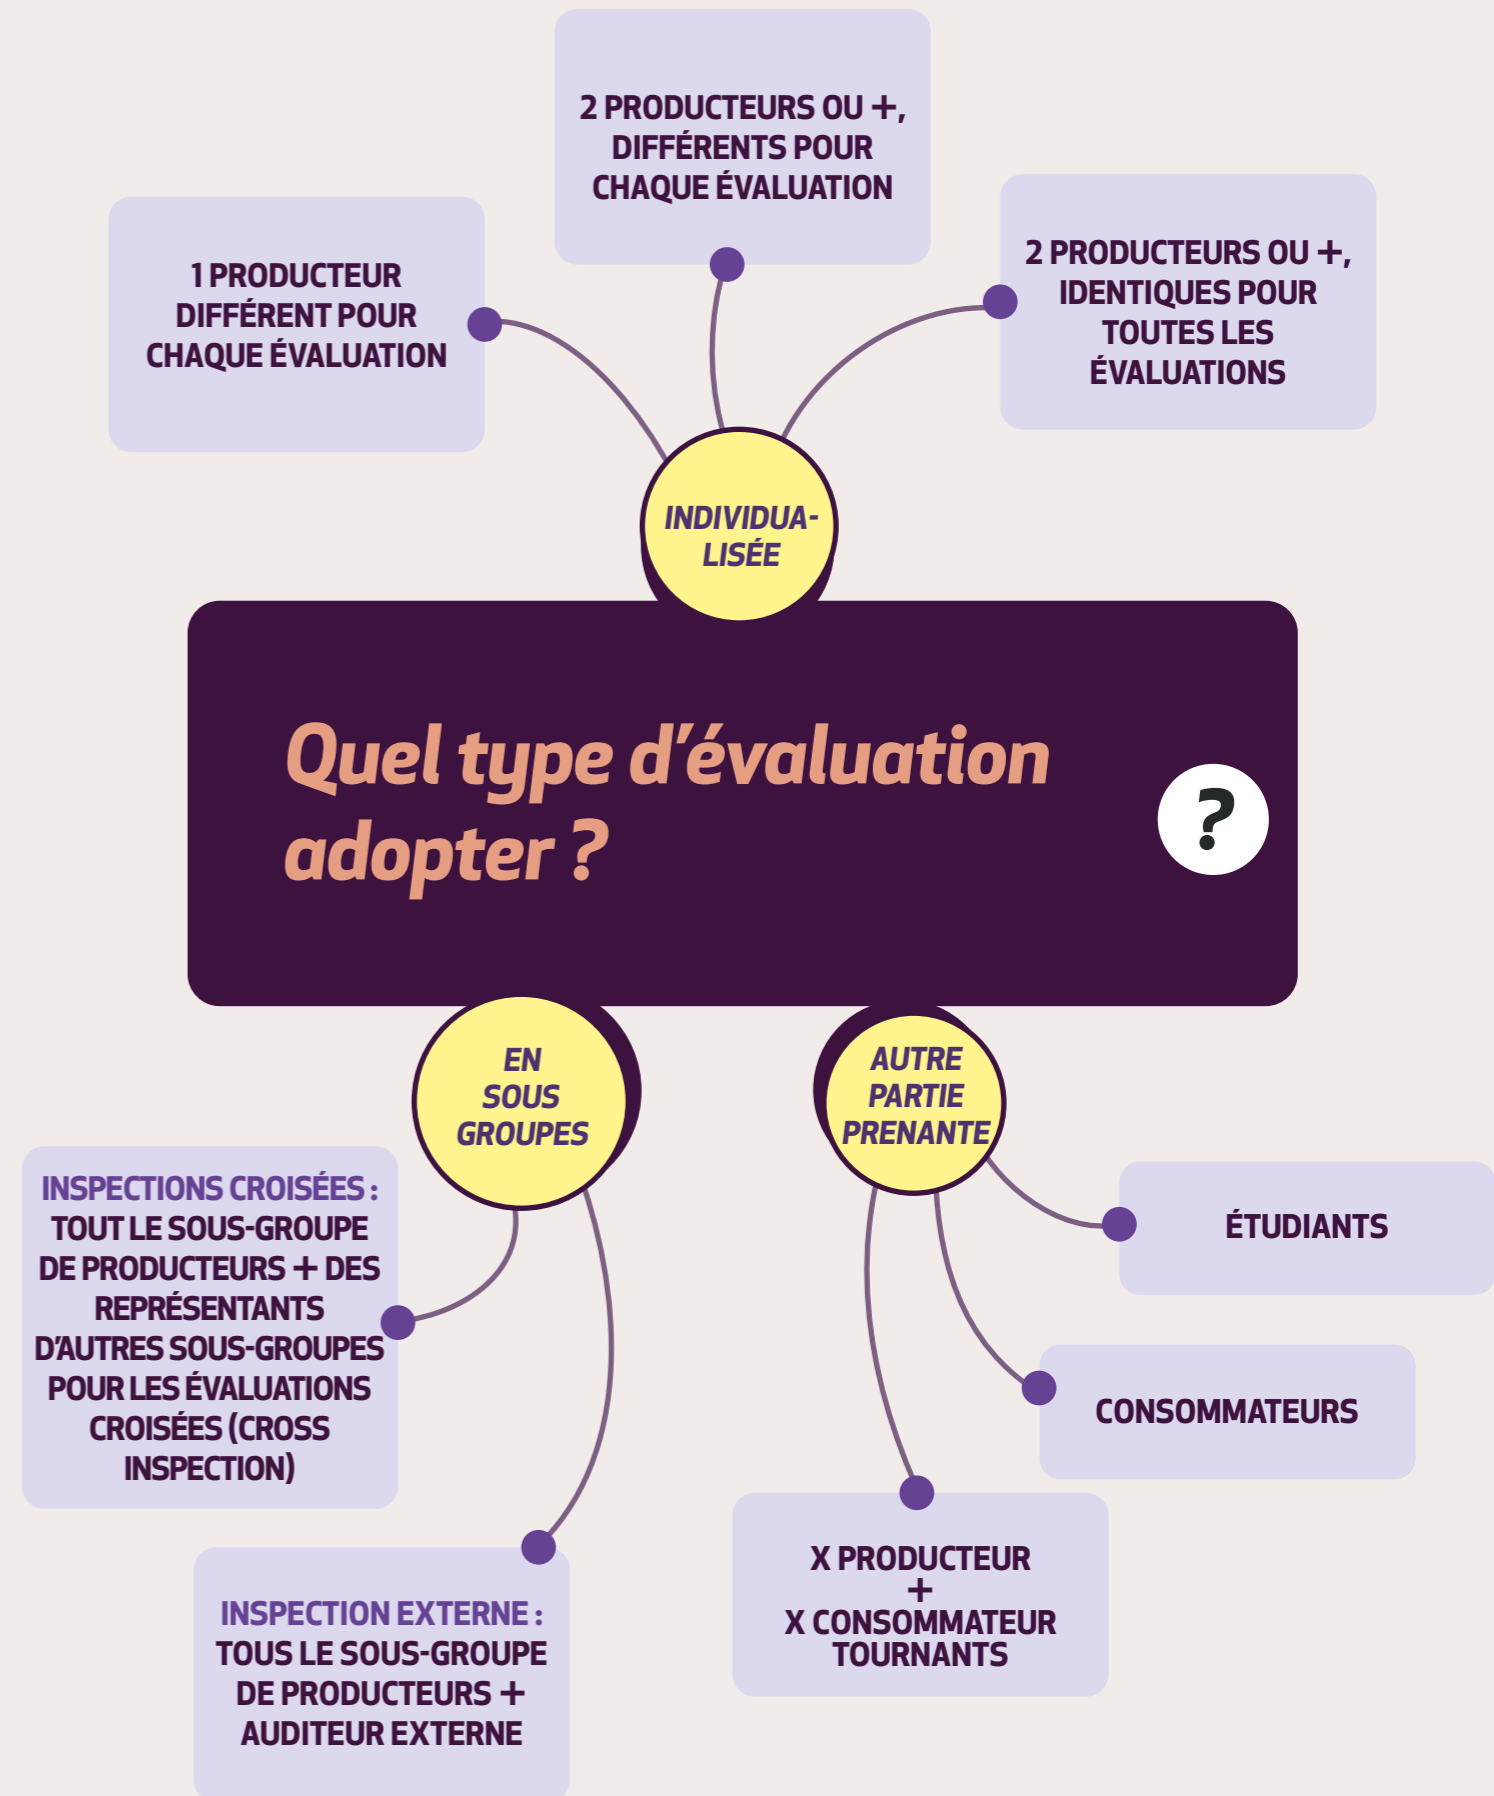 2 PRODUCTEURS OU +,
DIFFÉRENTS POUR
CHAQUE ÉVALUATION
1 PRODUCTEUR
DIFFÉRENT POUR
CHAQUE ÉVALUATION
2 PRODUCTEURS OU +,
IDENTIQUES POUR
TOUTES LES
ÉVALUATIONS
INDIVIDUA-
LISÉE
Quel type d’évaluation
adopter ?
?
EN
SOUS
GROUPES
AUTRE
PARTIE
PRENANTE
INSPECTIONS CROISÉES :
TOUT LE SOUS-GROUPE
DE PRODUCTEURS + DES
REPRÉSENTANTS
D’AUTRES SOUS-GROUPES
POUR LES ÉVALUATIONS
CROISÉES (CROSS
INSPECTION)
ÉTUDIANTS
CONSOMMATEURS
X PRODUCTEUR
+
X CONSOMMATEUR
TOURNANTS
INSPECTION EXTERNE :
TOUS LE SOUS-GROUPE
DE PRODUCTEURS +
AUDITEUR EXTERNE